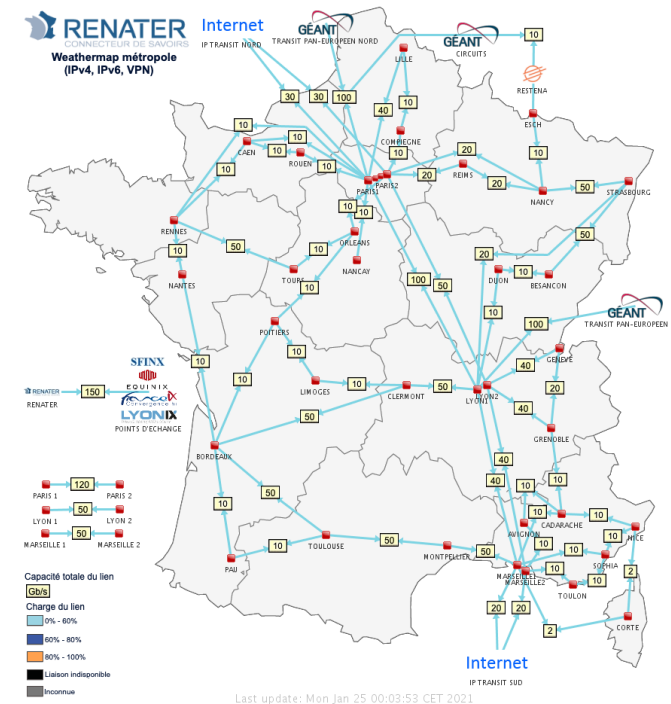 RENATER
CONNECTEUR DE SAVOIRS
Weathermap métropole
(IPv4, IPv6, VPN)
Internet
IP TRANSIT NORD
GÉANT
TRANSIT PAN-EUROPEEN NORD
GÉANT
CIRCUITS
10
RESTENA
ESCH
LILLE
30
30
100
40
10
COMPIEGNE
10
10
10
CAEN
10
ROUEN
10
10
20
REIMS
20
20
10
NANCY
50
STRASBOURG
PARIS1
PARIS2
10
10
RENNES
10
NANTES
50
TOURS
10
ORLEANS
NANCAY
10
50
20
DIJON
10
BESANCON
10
100
50
GÉANT
TRANSIT PAN-EUROPEEN
100
POITIERS
10
10
10
LIMOGES
10
CLERMONT
50
LYON1
LYON2
40
GENEVE
20
40
GRENOBLE
SFINX
EQUINIX
FranceIX
Convergence
LYONIX
POINTS D'ECHANGE
RENATER
RENATER
150
50
BORDEAUX
PARIS 1
120
PARIS 2
LYON 1
50
LYON 2
MARSEILLE 1
50
MARSEILLE 2
10
50
PAU
10
TOULOUSE
50
MONTPELLIER
50
40
40
10
10
10
CADARACHE
AVIGNON
10
NICE
10
10
10
SOPHIA
MARSEILLE1
MARSEILLE2
10
10
TOULON
2
CORTE
2
20
20
Internet
IP TRANSIT SUD
Capacité totale du lien
Gb/s
Charge du lien
0% - 60%
60% - 80%
80% - 100%
Liaison indisponible
Inconnue
Last update: Mon Jan 25 00:03:53 CET 2021